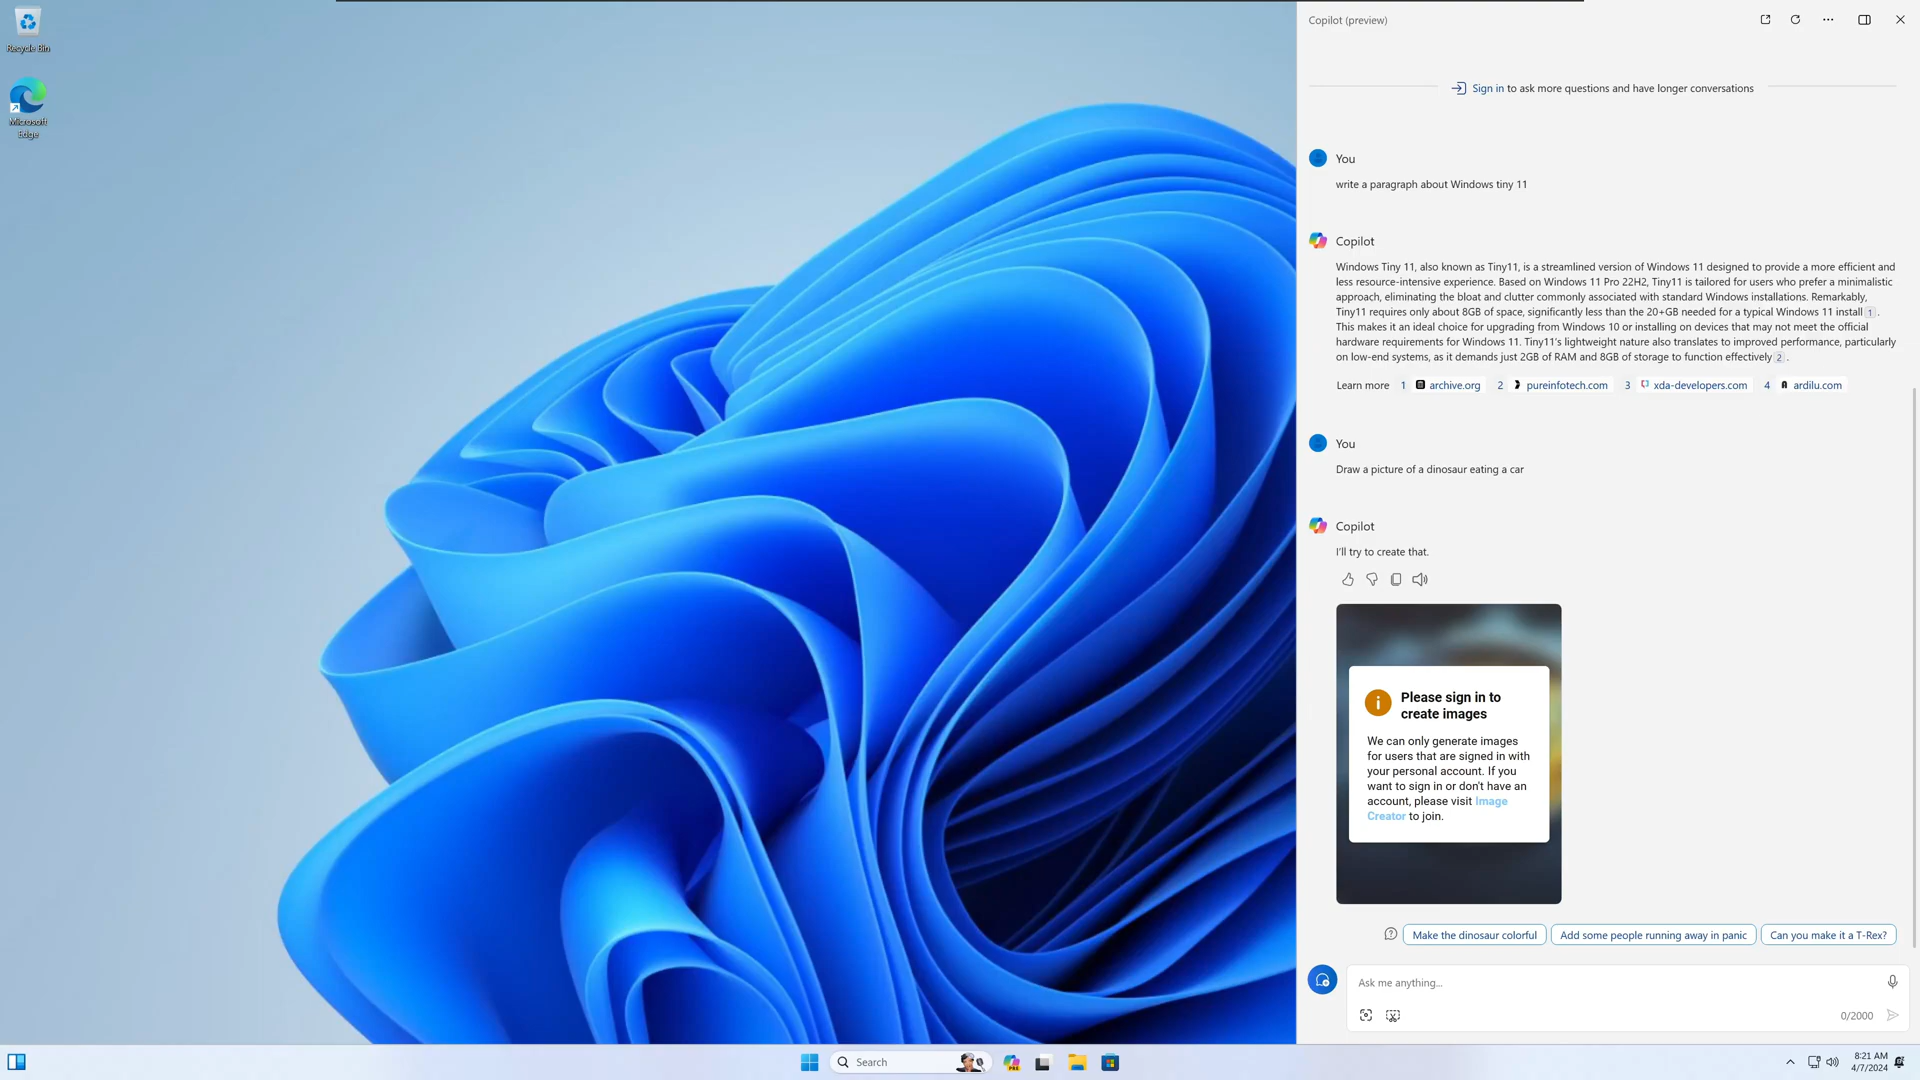 Recycle Bin
Microsoft
Edge
Copilot (preview)
Sign in to ask more questions and have longer conversations
You
write a paragraph about Windows tiny 11
Copilot
Windows Tiny 11, also known as Tiny11, is a streamlined version of Windows 11 designed to provide a more efficient and
less resource-intensive experience. Based on Windows 11 Pro 22H2, Tiny11 is tailored for users who prefer a minimalistic
approach, eliminating the bloat and clutter commonly associated with standard Windows installations. Remarkably,
Tiny11 requires only about 8GB of space, significantly less than the 20+GB needed for a typical Windows 11 install 1 .
This makes it an ideal choice for upgrading from Windows 10 or installing on devices that may not meet the official
hardware requirements for Windows 11. Tiny11's lightweight nature also translates to improved performance, particularly
on low-end systems, as it demands just 2GB of RAM and 8GB of storage to function effectively 2 .
Learn more 1 archive.org 2 pureinfotech.com 3 xda-developers.com 4 ardilu.com
You
Draw a picture of a dinosaur eating a car
Copilot
I'll try to create that.
Please sign in to
create images
We can only generate images
for users that are signed in with
your personal account. If you
want to sign in or don't have an
account, please visit Image
Creator to join.
Make the dinosaur colorful Add some people running away in panic Can you make it a T-Rex?
Ask me anything...
0/2000
Search
PRE
8:21 AM
4/7/2024